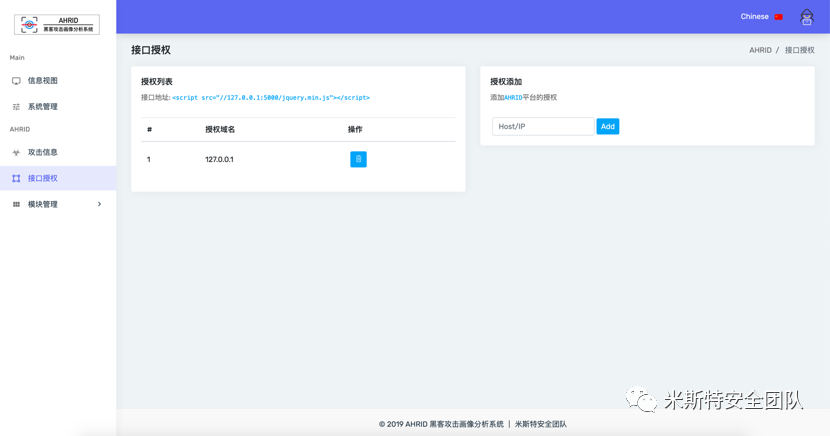 AHRID
黑客攻击画像分析系统
Chinese
Main
信息视图
系统管理
AHRID
攻击信息
接口授权
模块管理
接口授权
AHRID / 接口授权
授权列表
接口地址: <script src="//127.0.0.1:5000/jquery.min.js"></script>
# 授权域名 操作
1 127.0.0.1
授权添加
添加AHRID平台的授权
Host/IP Add
米斯特安全团队
© 2019 AHRID 黑客攻击画像分析系统 | 米斯特安全团队